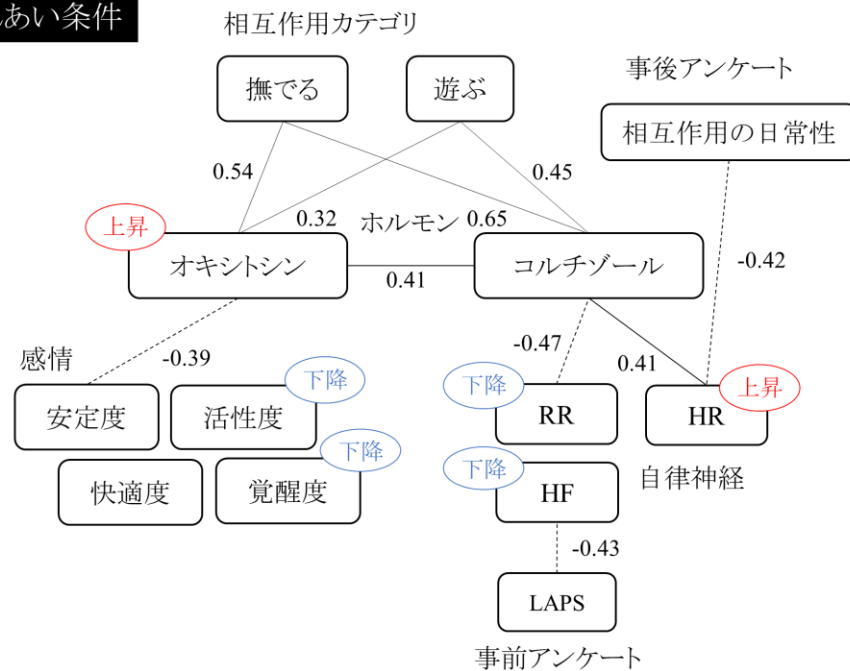 れあい条件
相互作用カテゴリ
撫でる
遊ぶ
事後アンケート
相互作用の日常性
0.54
0.45
0.32
ホルモン
0.65
上昇
オキシトシン
0.41
コルチゾール
-0.42
-0.39
-0.47
0.41
感情
安定度
活性度
下降
快適度
覚醒度
下降
下降
RR
HR
上昇
下降
HF
自律神経
-0.43
LAPS
事前アンケート